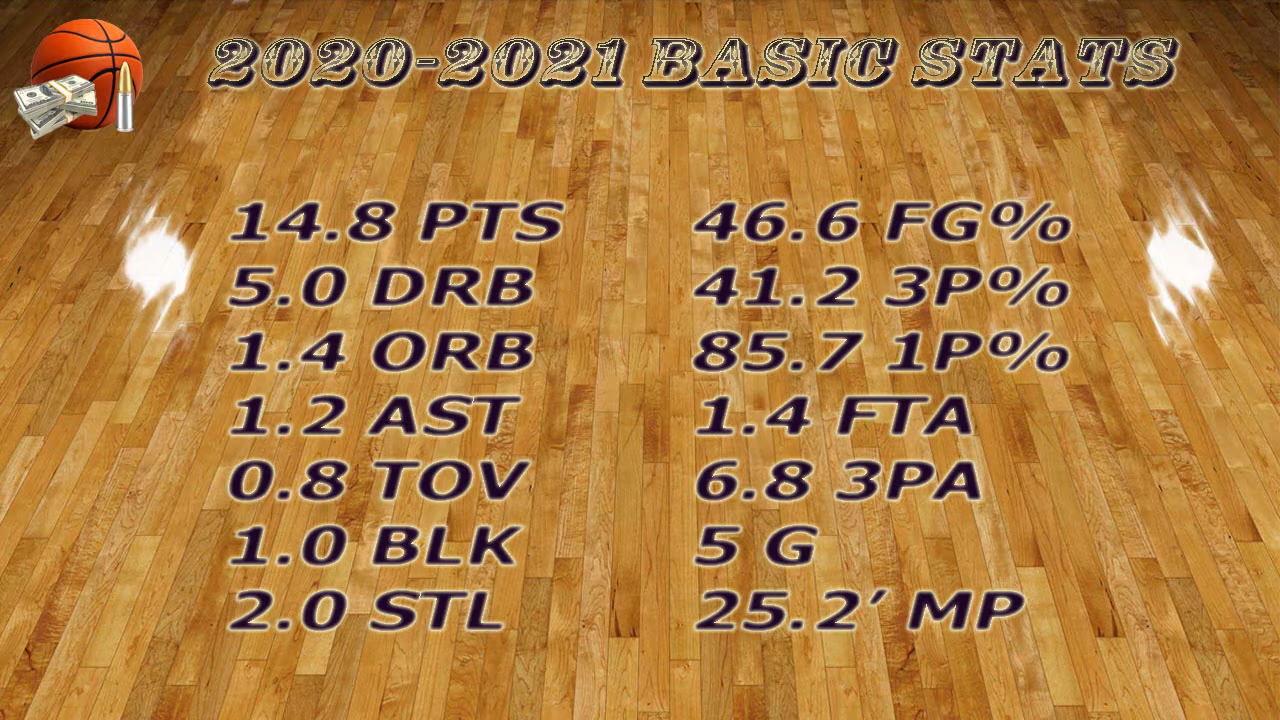 2020-2021 BASIC STATS
14.8 PTS
5.0 DRB
1.4 ORB
1.2 AST
0.8 TOV
1.0 BLK
2.0 STL
46.6 FG%
41.2 3P%
85.7 1P%
1.4 FTA
6.8 3PA
5 G
25.2′ MP